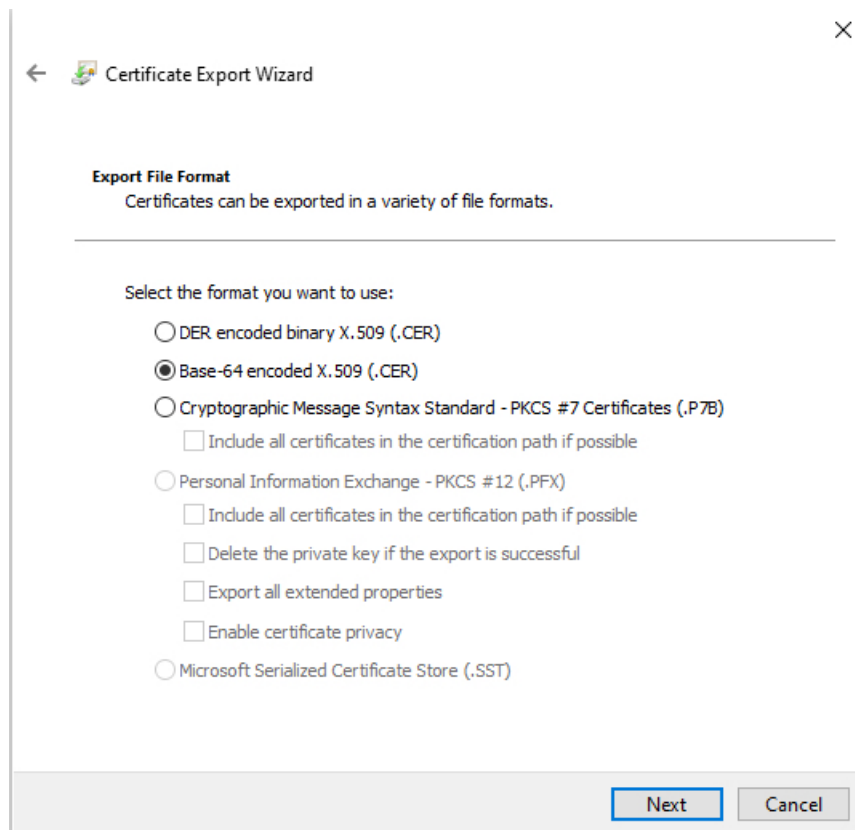 Certificate Export Wizard
Export File Format
Certificates can be exported in a variety of file formats.
Select the format you want to use:
DER encoded binary X.509 (.CER)
Base-64 encoded X.509 (.CER)
Cryptographic Message Syntax Standard - PKCS #7 Certificates (.P7B)
Include all certificates in the certification path if possible
Personal Information Exchange - PKCS #12 (.PFX)
Include all certificates in the certification path if possible
Delete the private key if the export is successful
Export all extended properties
Enable certificate privacy
Microsoft Serialized Certificate Store (.SST)
Next Cancel